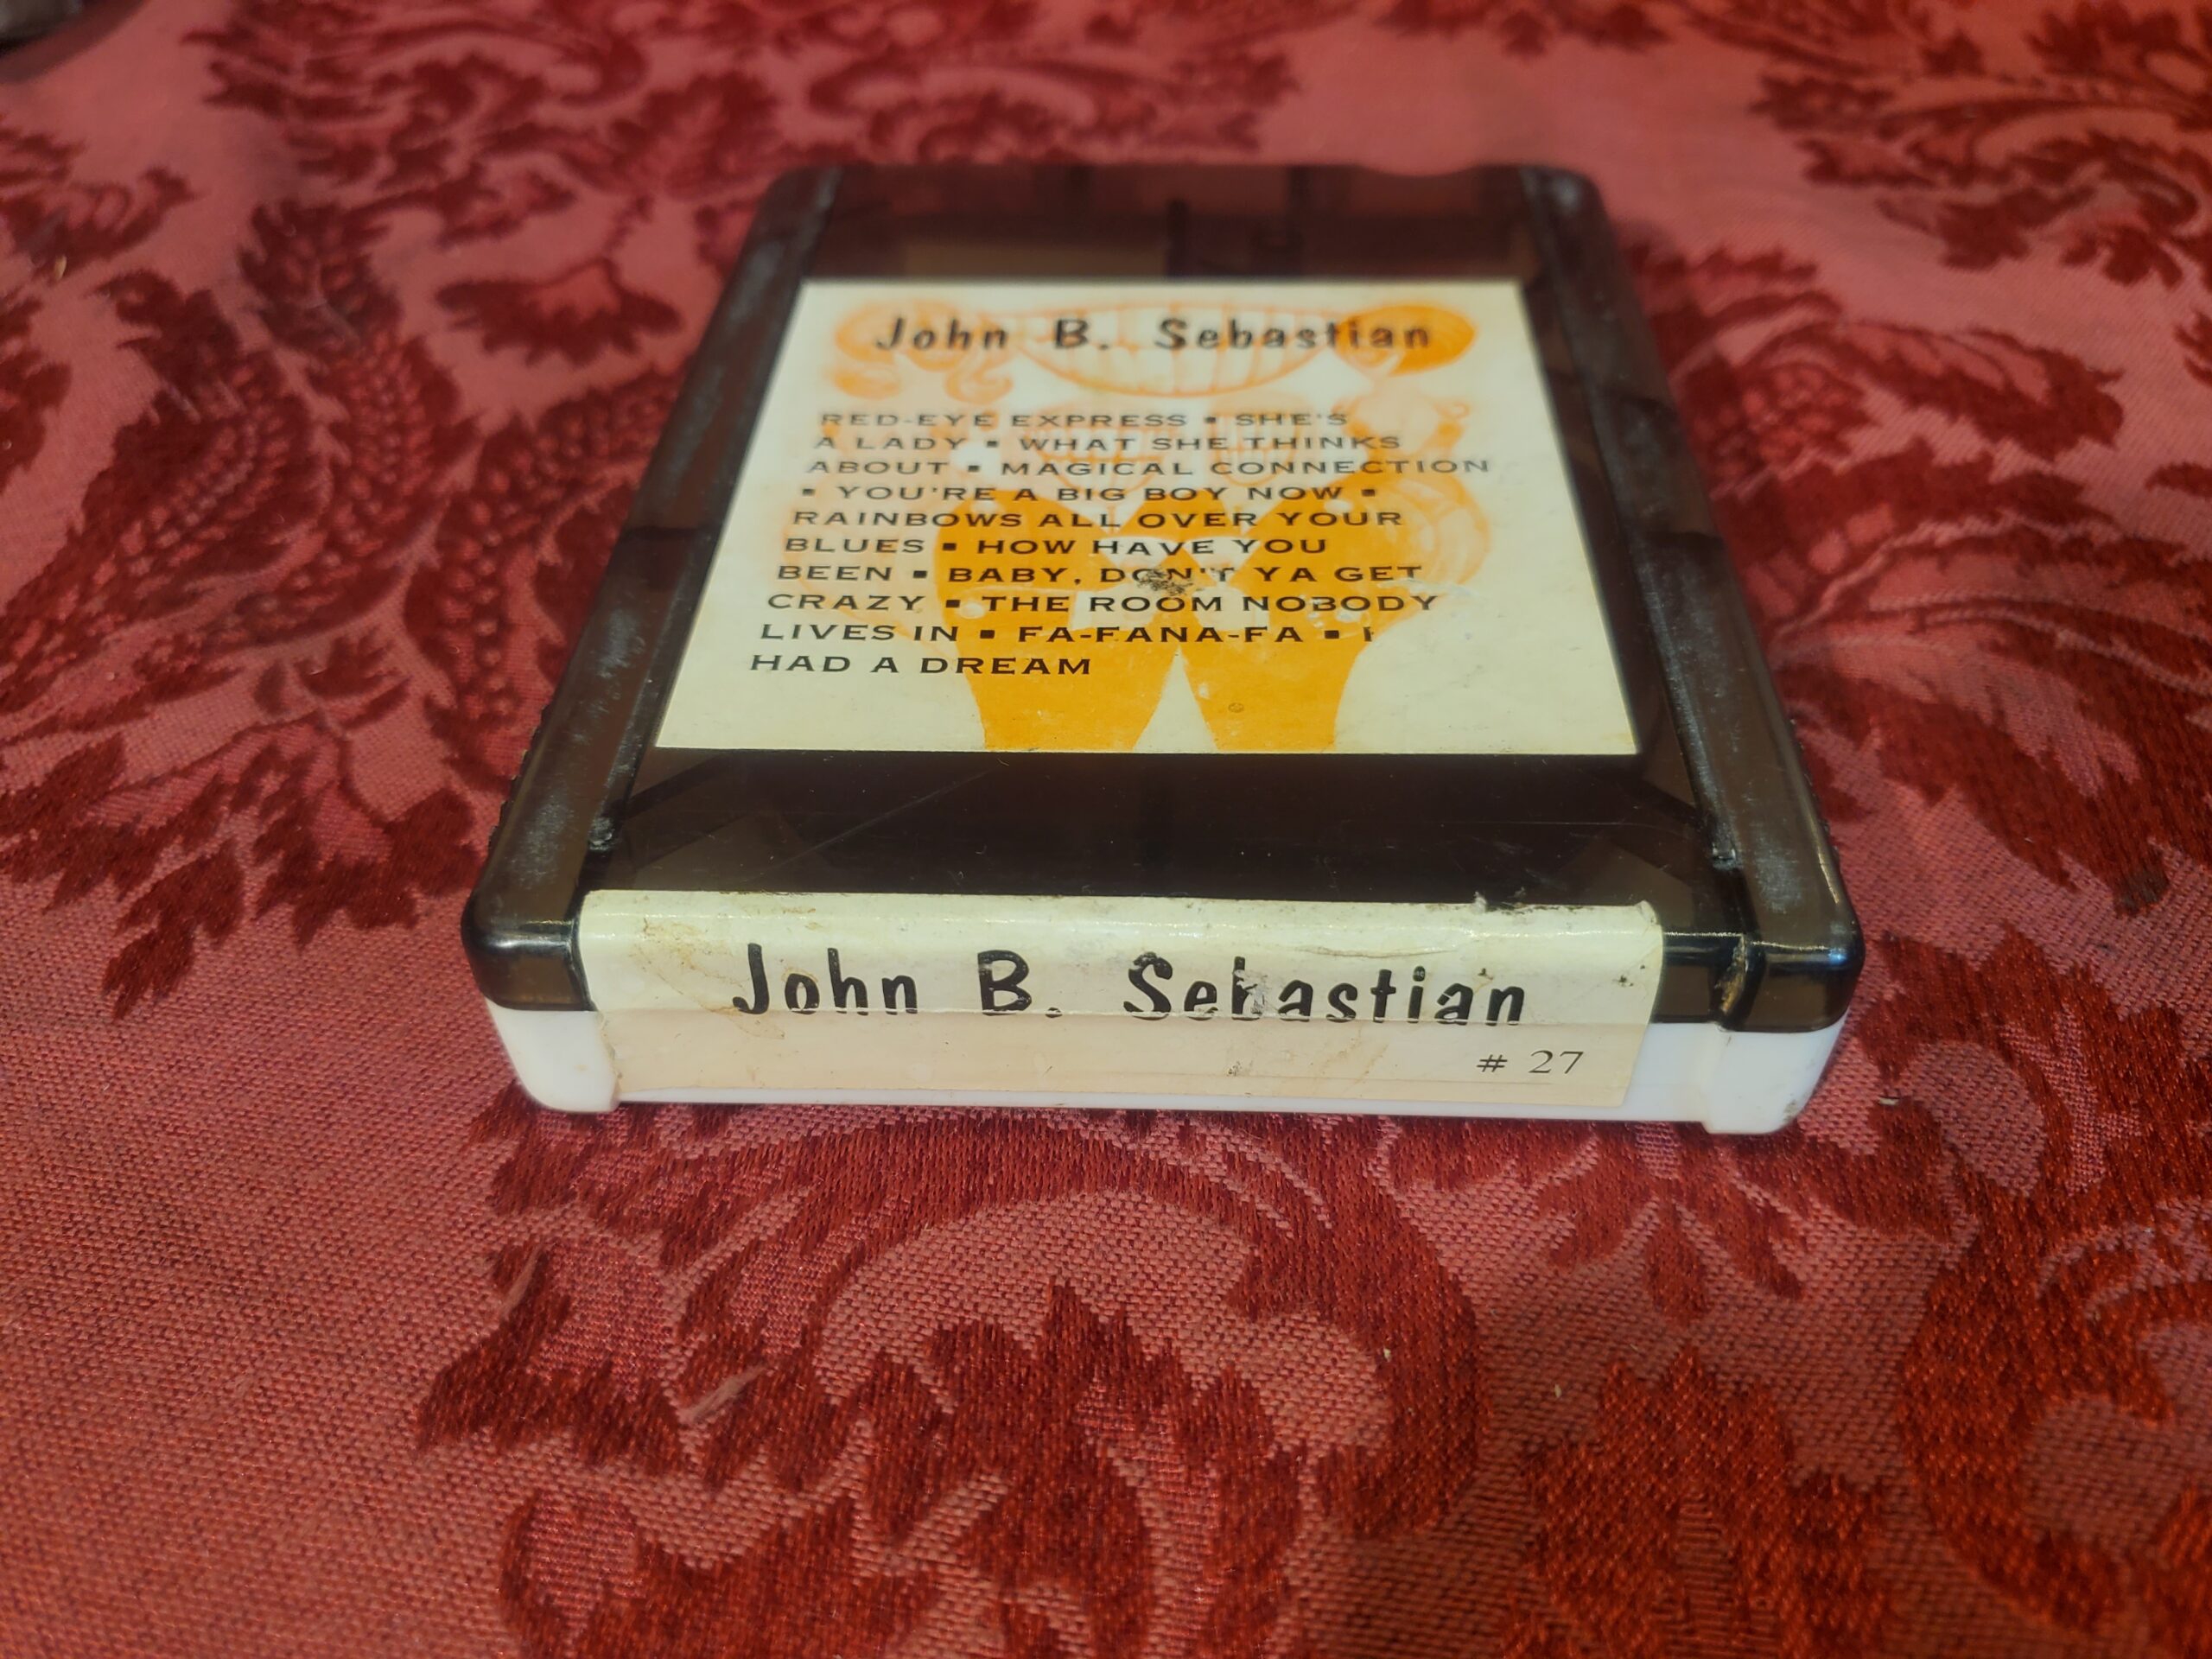 John B. Sebastian
RED-EYE EXPRESS ▪ SHE'S
A LADY ▪ WHAT SHE THINKS
ABOUT ▪ MAGICAL CONNECTION
▪ YOU'RE A BIG BOY NOW ▪
RAINBOWS ALL OVER YOUR
BLUES ▪ HOW HAVE YOU
BEEN ▪ BABY, DON'T YA GET
CRAZY ▪ THE ROOM NOBODY
LIVES IN ▪ FA-FANA-FA ▪ I
HAD A DREAM
John B. Sebastian
# 27